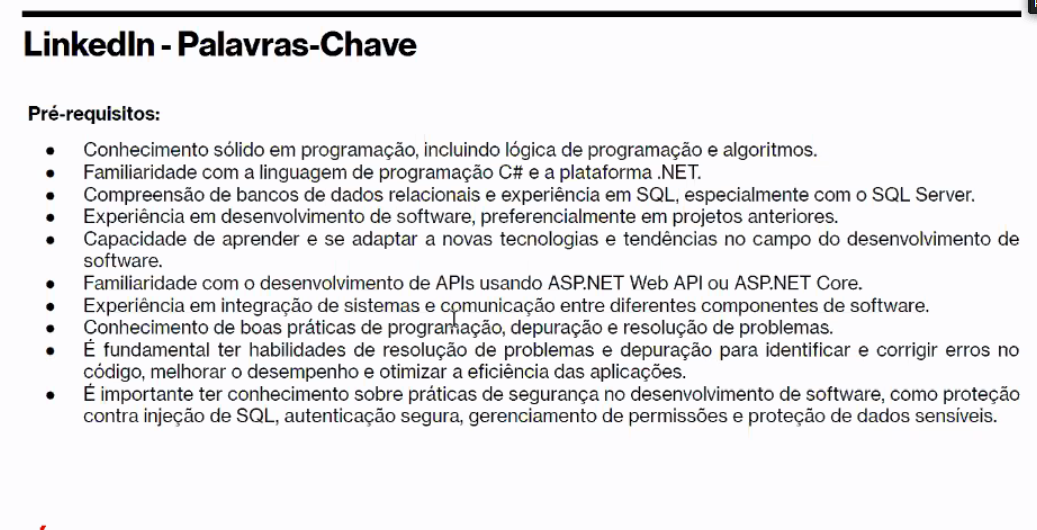 LinkedIn - Palavras-Chave
Pré-requisitos:
● Conhecimento sólido em programação, incluindo lógica de programação e algoritmos.
● Familiaridade com a linguagem de programação C# e a plataforma .NET.
● Compreensão de bancos de dados relacionais e experiência em SQL, especialmente com o SQL Server.
● Experiência em desenvolvimento de software, preferencialmente em projetos anteriores.
● Capacidade de aprender e se adaptar a novas tecnologias e tendências no campo do desenvolvimento de
software.
● Familiaridade com o desenvolvimento de APIs usando ASP.NET Web API ou ASP.NET Core.
● Experiência em integração de sistemas e comunicação entre diferentes componentes de software.
● Conhecimento de boas práticas de programação, depuração e resolução de problemas.
● É fundamental ter habilidades de resolução de problemas e depuração para identificar e corrigir erros no
código, melhorar o desempenho e otimizar a eficiência das aplicações.
● É importante ter conhecimento sobre práticas de segurança no desenvolvimento de software, como proteção
contra injeção de SQL, autenticação segura, gerenciamento de permissões e proteção de dados sensíveis.